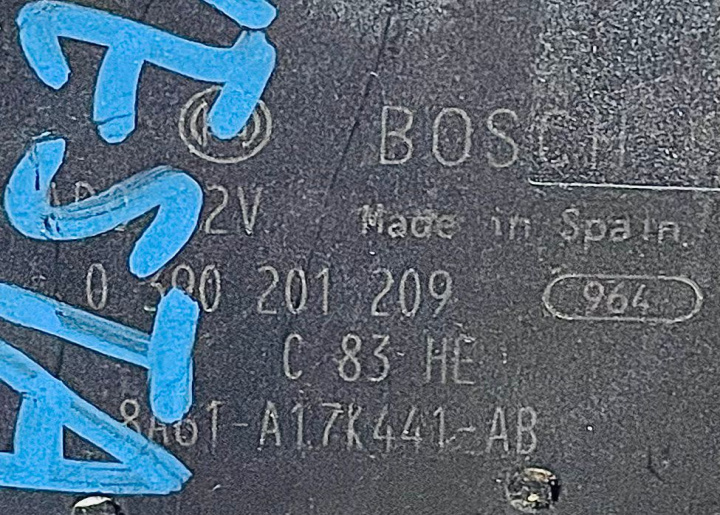 BOSCH
2V Made in Spain
0 390 201 209 964
C 83 HE
8A61-A17K441-AB